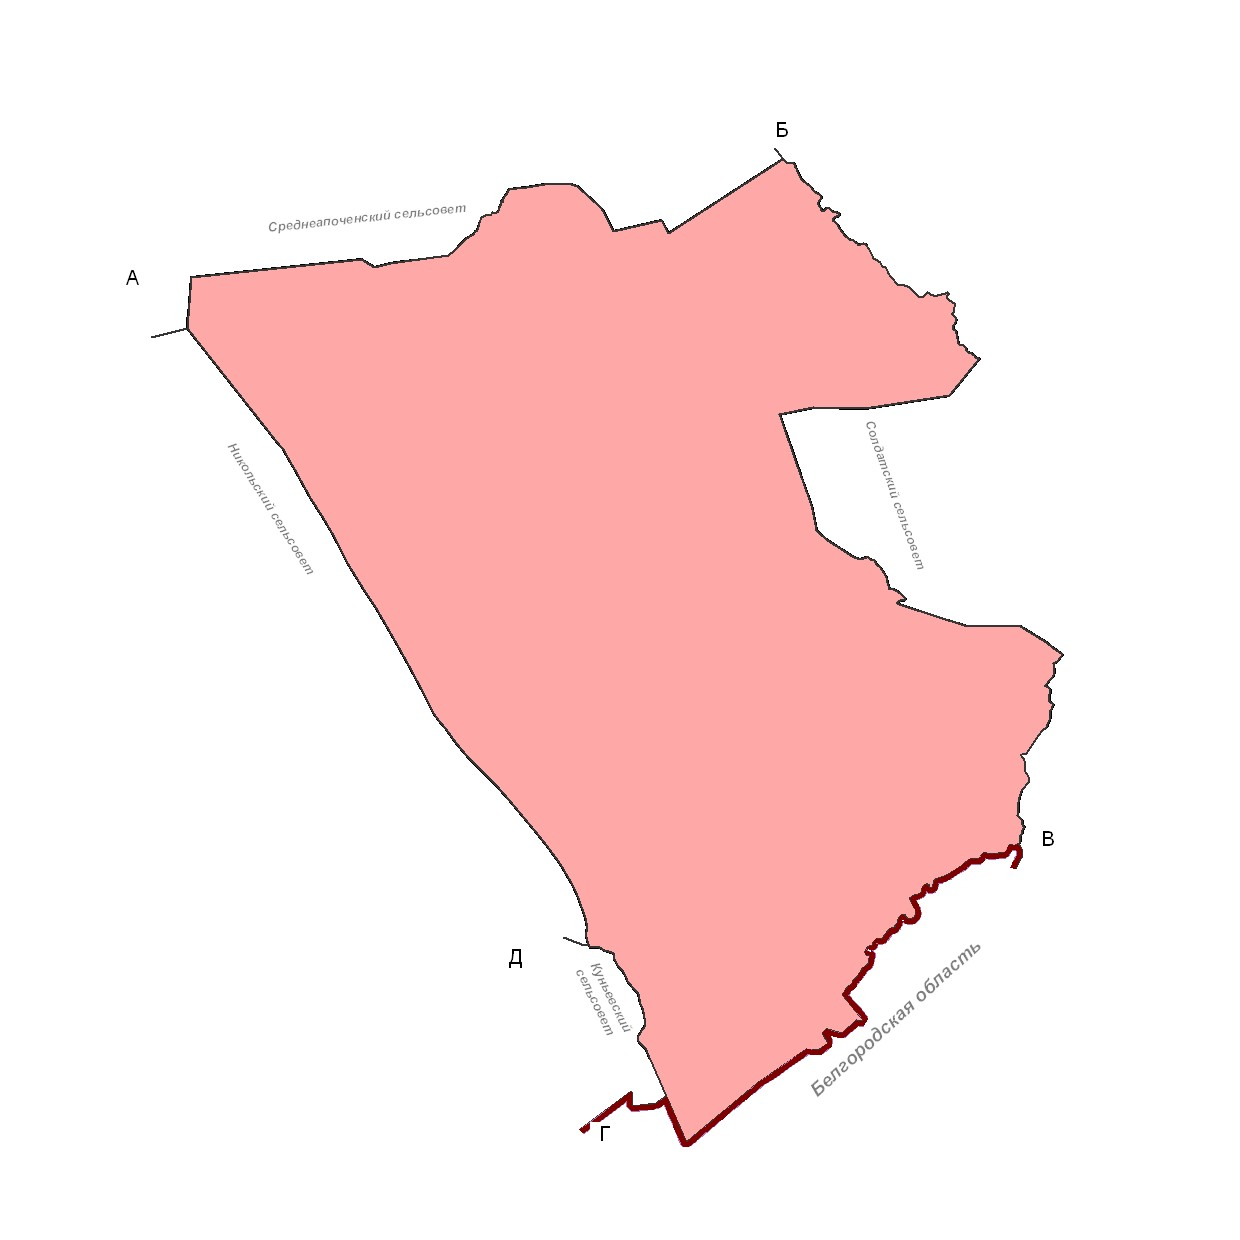 Б
Среднеапоченский сельсовет
А
Солдатский сельсовет
Никольский сельсовет
В
Д
Куньевский
сельсовет
Белгородская область
Г